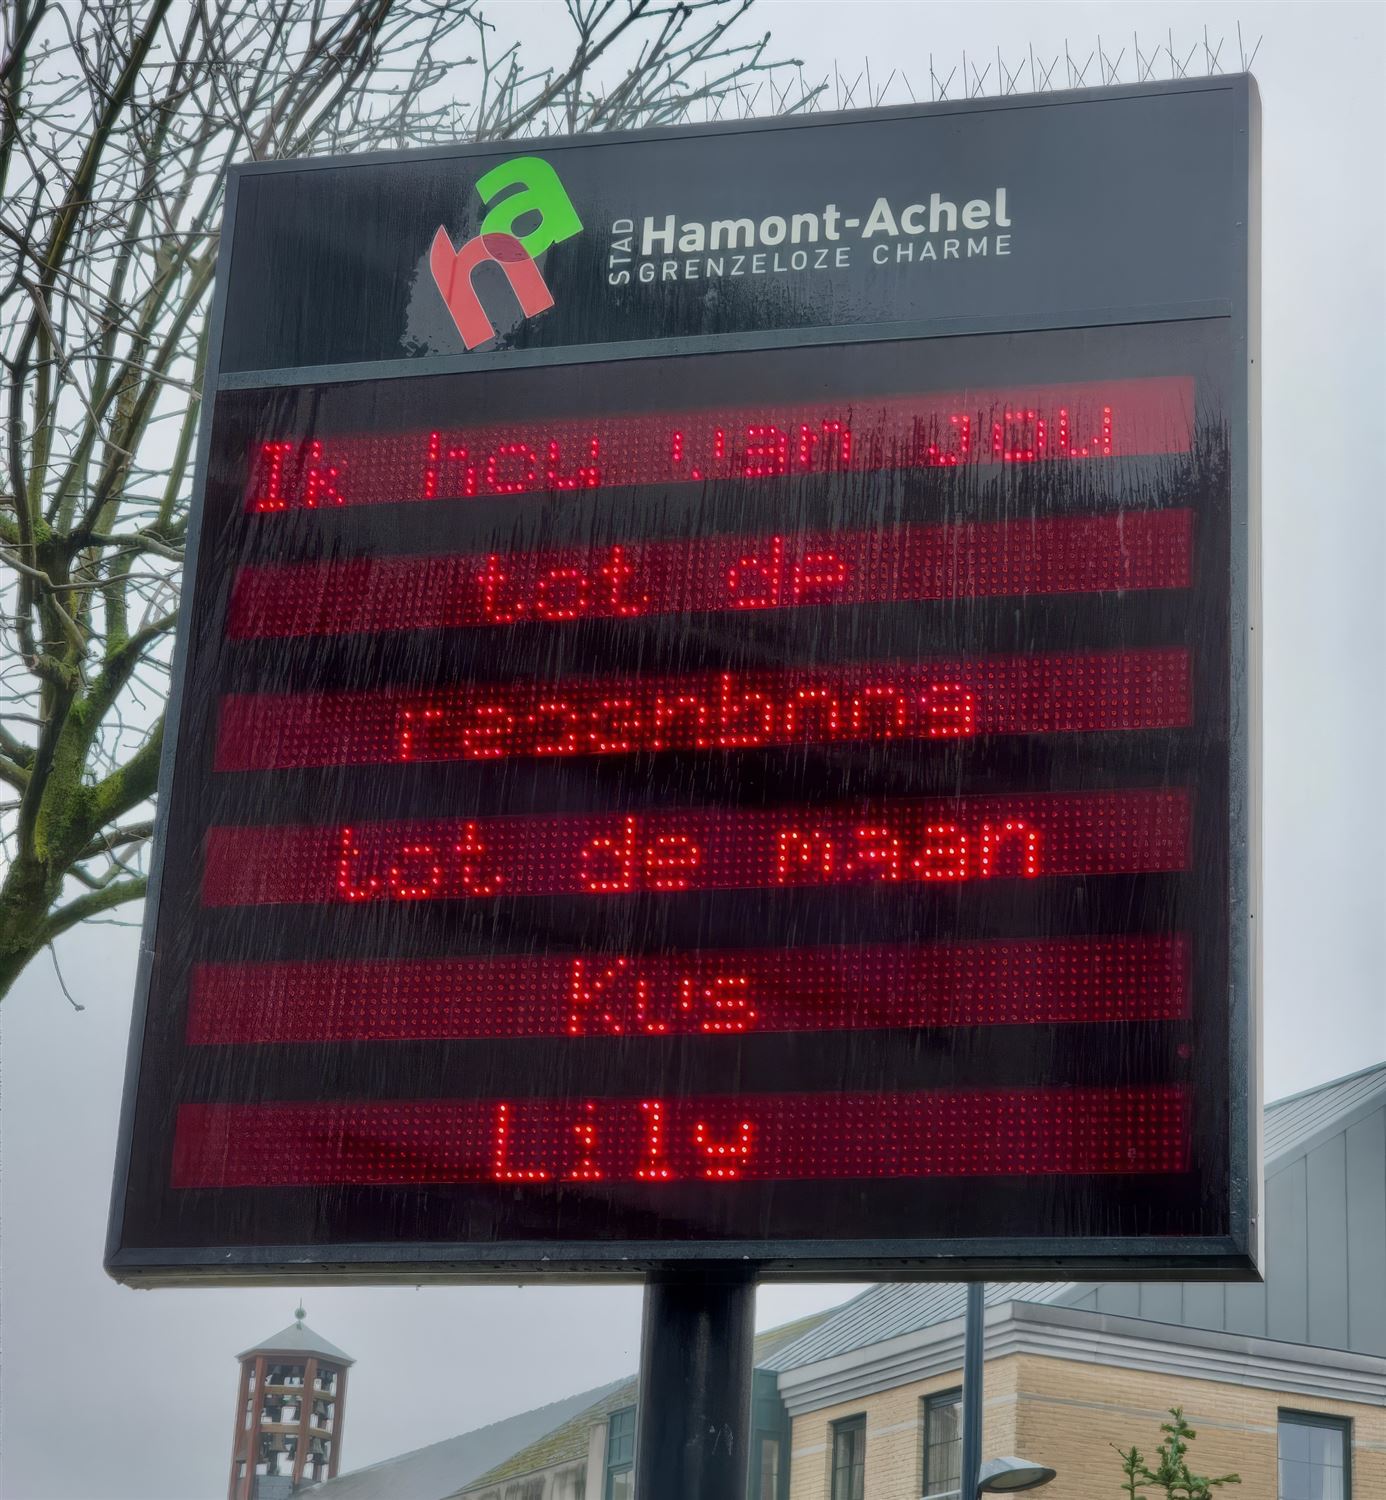 ha
STAD Hamont-Achel
GRENZELOZE CHARME
Ik hou van jou
tot de
regenboog
tot de maan
Kus
Lily